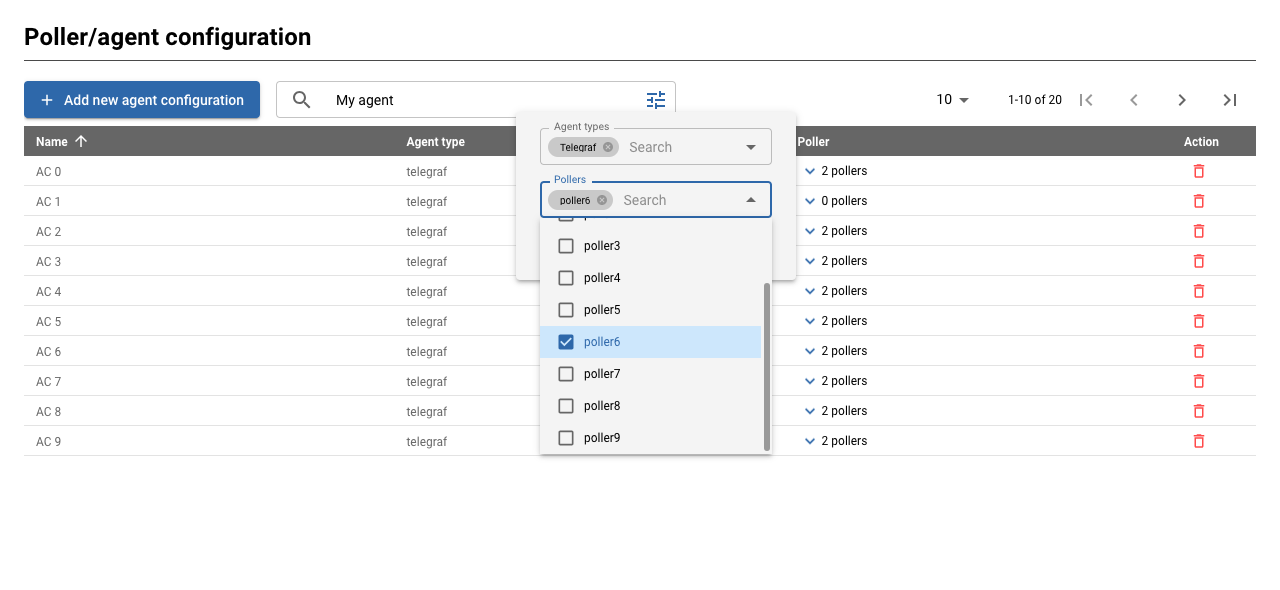 Poller/agent configuration
Add new agent configuration
My agent
10
1-10 of 20
Name
Agent type
Poller
Action
Agent types
Telegraf
Search
Pollers
poller6
Search
poller3
poller4
poller5
poller6
poller7
poller8
poller9
AC 0 telegraf 2 pollers
AC 1 telegraf 0 pollers
AC 2 telegraf 2 pollers
AC 3 telegraf 2 pollers
AC 4 telegraf 2 pollers
AC 5 telegraf 2 pollers
AC 6 telegraf 2 pollers
AC 7 telegraf 2 pollers
AC 8 telegraf 2 pollers
AC 9 telegraf 2 pollers